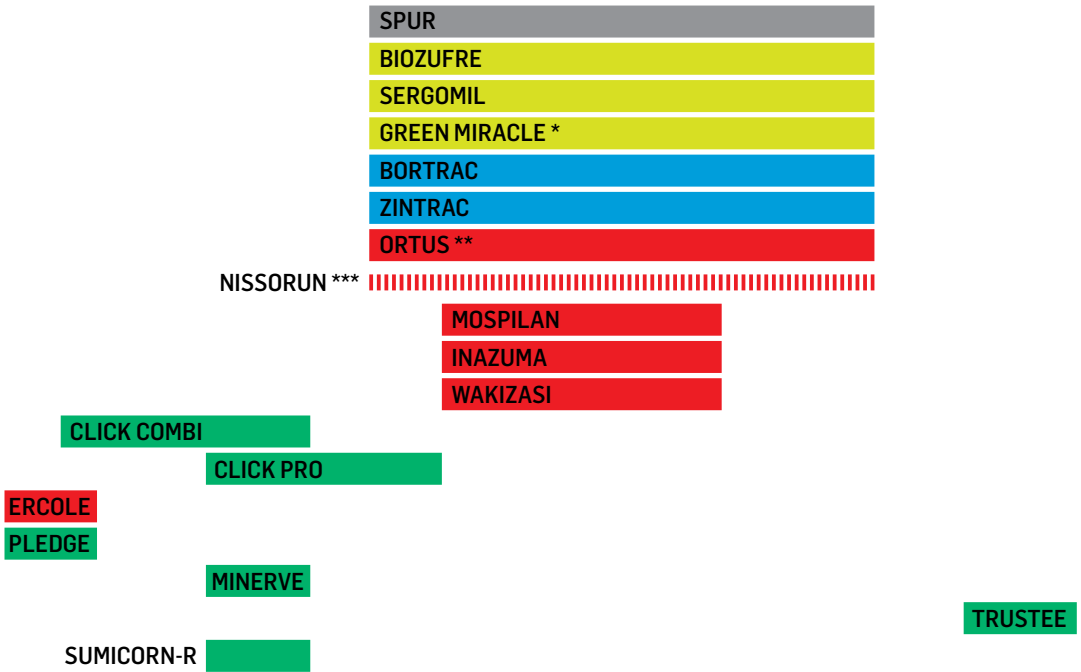 SPUR
BIOZUFRE
SERGOMIL
GREEN MIRACLE *
BORTRAC
ZINTRAC
ORTUS **
NISSORUN ***
MOSPILAN
INAZUMA
WAKIZASI
CLICK COMBI
CLICK PRO
ERCOLE
PLEDGE
MINERVE
TRUSTEE
SUMICORN-R